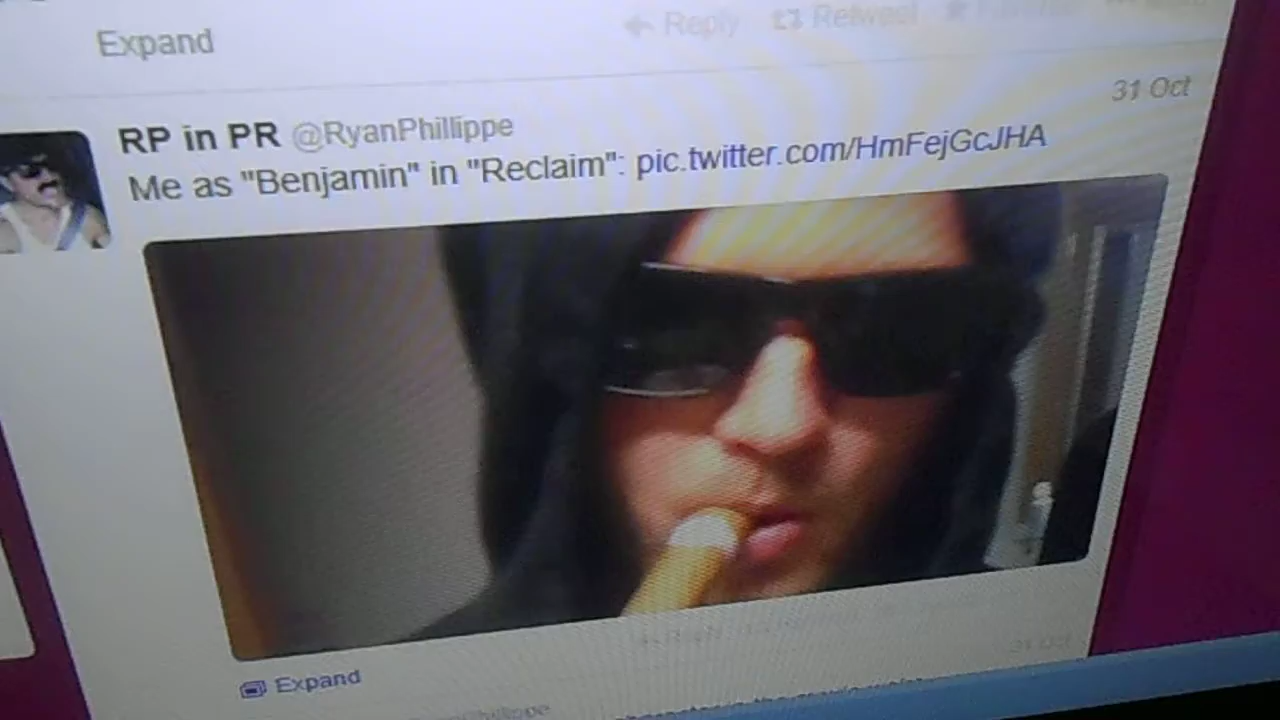 Expand
Reply Retweet
31 Oct
RP in PR @RyanPhillippe
Me as "Benjamin" in "Reclaim": pic.twitter.com/HmFejGcJHA
Expand